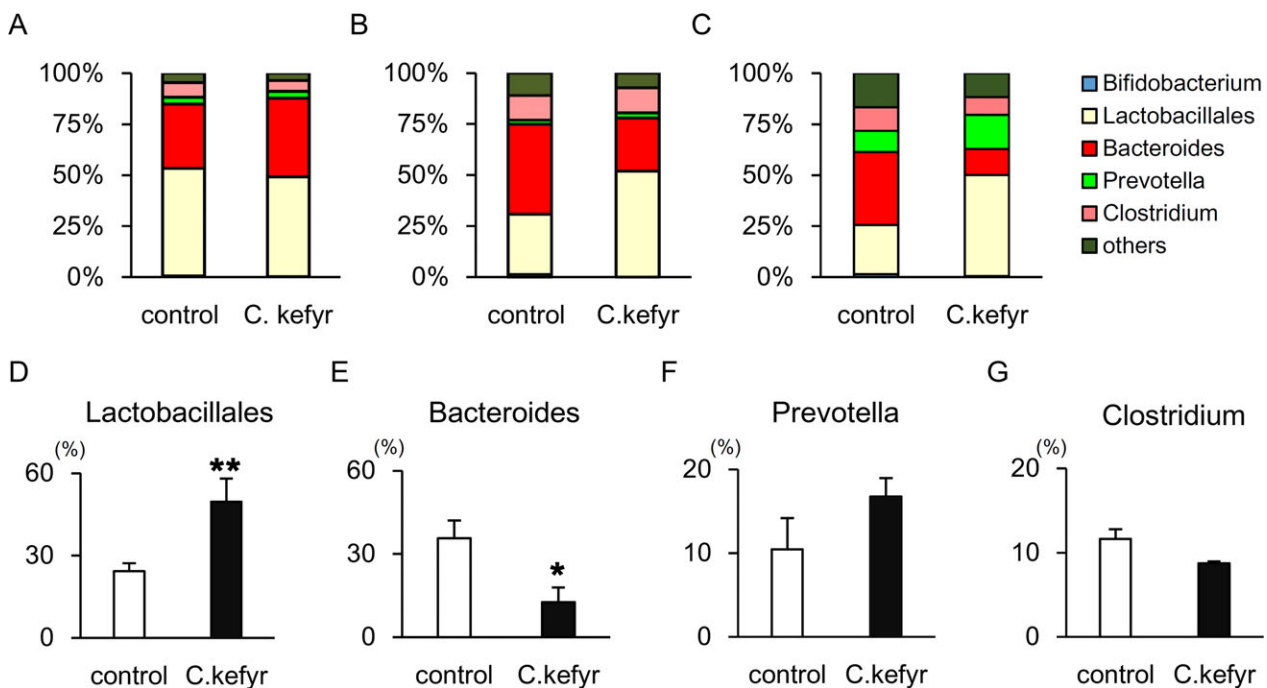 A
B
C
100%
75%
50%
25%
0%
control
C. kefyr
100%
75%
50%
25%
0%
control
C.kefyr
100%
75%
50%
25%
0%
control
C.kefyr
Bifidobacterium
Lactobacillales
Bacteroides
Prevotella
Clostridium
others
D
Lactobacillales
(%)
60
30
0
**
control
C.kefyr
E
Bacteroides
(%)
60
30
0
*
control
C.kefyr
F
Prevotella
(%)
20
10
0
control
C.kefyr
G
Clostridium
(%)
20
10
0
control
C.kefyr